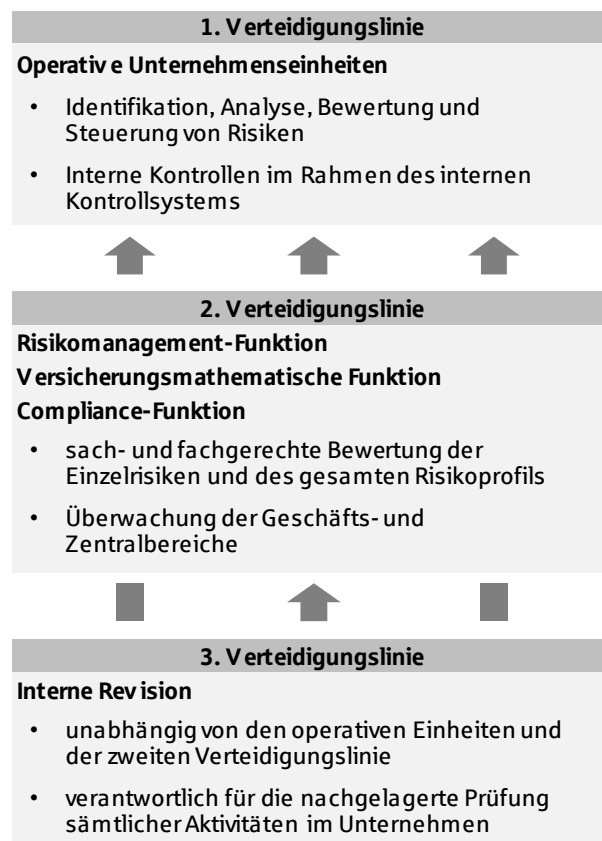 1. Verteidigungslinie
Operative Unternehmenseinheiten
• Identifikation, Analyse, Bewertung und
Steuerung von Risiken
• Interne Kontrollen im Rahmen des internen
Kontrollsystems
2. Verteidigungslinie
Risikomanagement-Funktion
Versicherungsmathematische Funktion
Compliance-Funktion
• sach- und fachgerechte Bewertung der
Einzelrisiken und des gesamten Risikoprofils
• Überwachung der Geschäfts- und
Zentralbereiche
3. Verteidigungslinie
Interne Revision
• unabhängig von den operativen Einheiten und
der zweiten Verteidigungslinie
• verantwortlich für die nachgelagerte Prüfung
sämtlicher Aktivitäten im Unternehmen